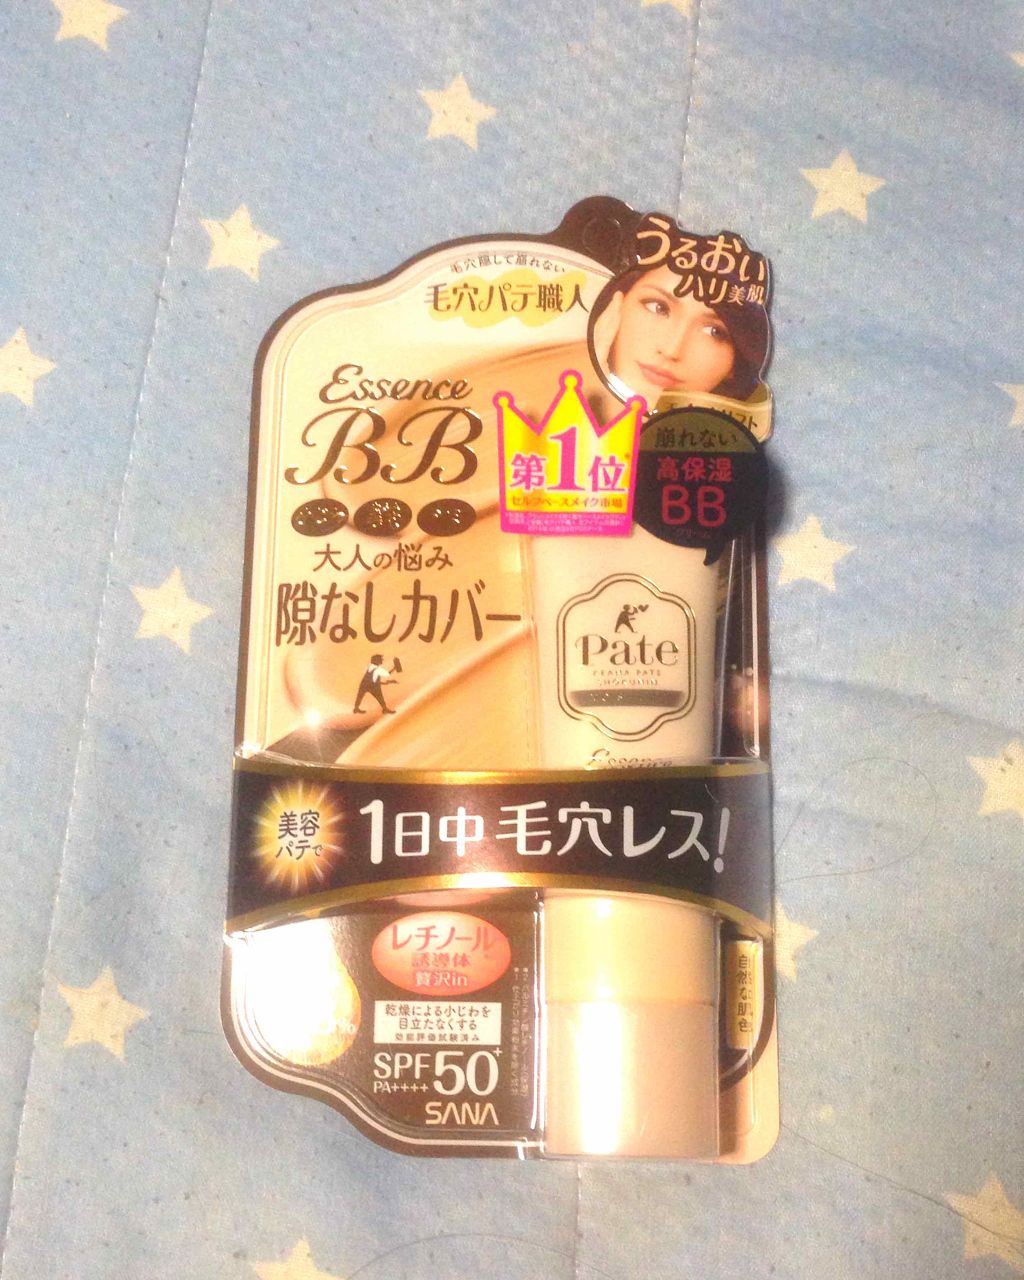 うるおい
ハリ美肌
毛穴隠して崩れない
毛穴パテ職人
Essence
BB
第1位
セルフベースメイク市場
崩れない
高保湿
BB
大人の悩み
隙なしカバー
Pate
KEANA PATE
SHOKUNIN
Essence
美容
パテで
1日中毛穴レス!
レチノール
誘導体
贅沢in
乾燥による小じわを
目立たなくする
効能評価試験済み
SPF50+
PA++++
SANA
自然な肌色